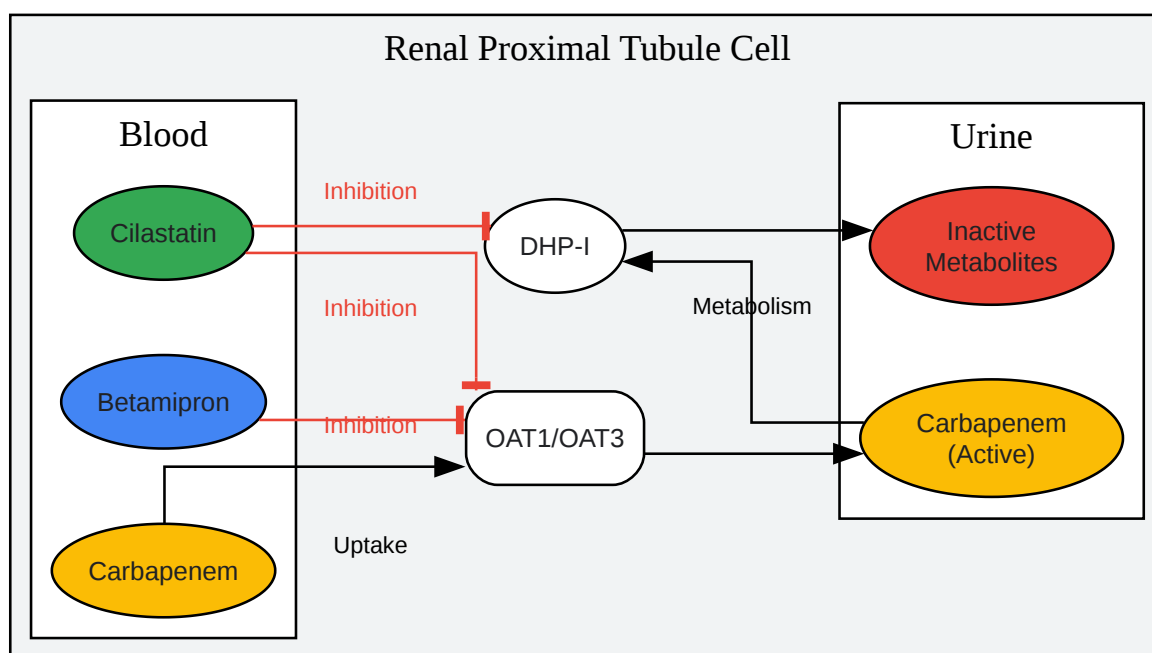 Renal Proximal Tubule Cell
Blood
Urine
Inhibition
Cilastatin
DHP-I
Inactive
Metabolites
Inhibition
Metabolism
Betamipron
Inhibition
OAT1/OAT3
Carbapenem
(Active)
Uptake
Carbapenem